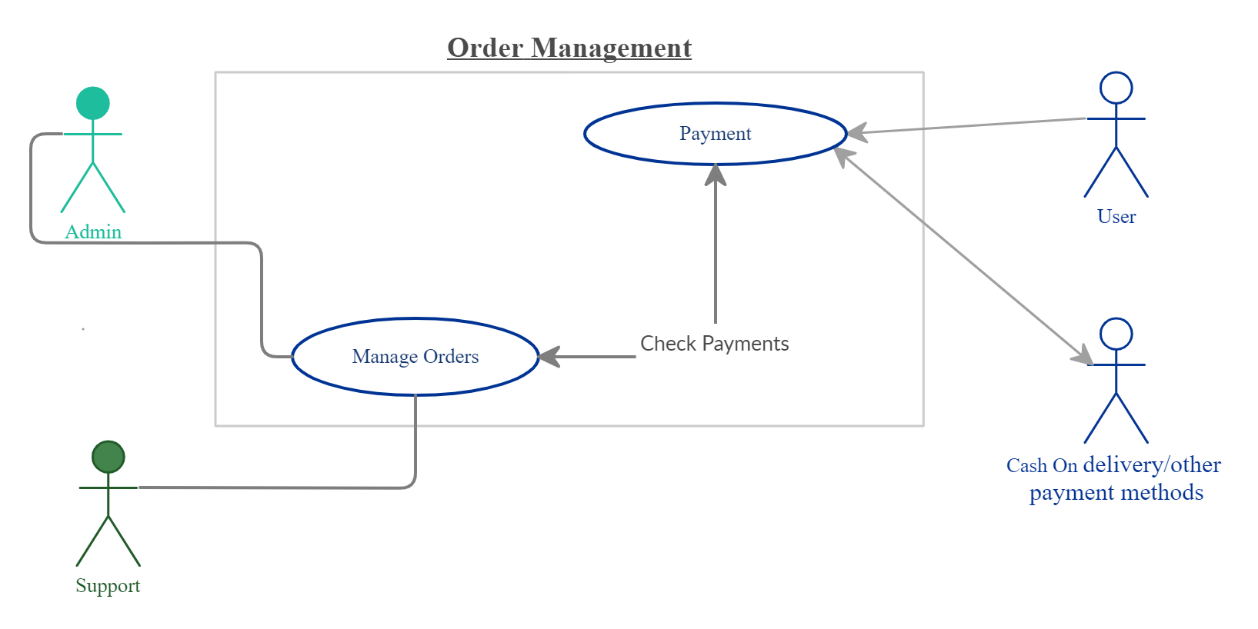 Order Management
Payment
Admin
User
Check Payments
Manage Orders
Cash On delivery/other
payment methods
Support